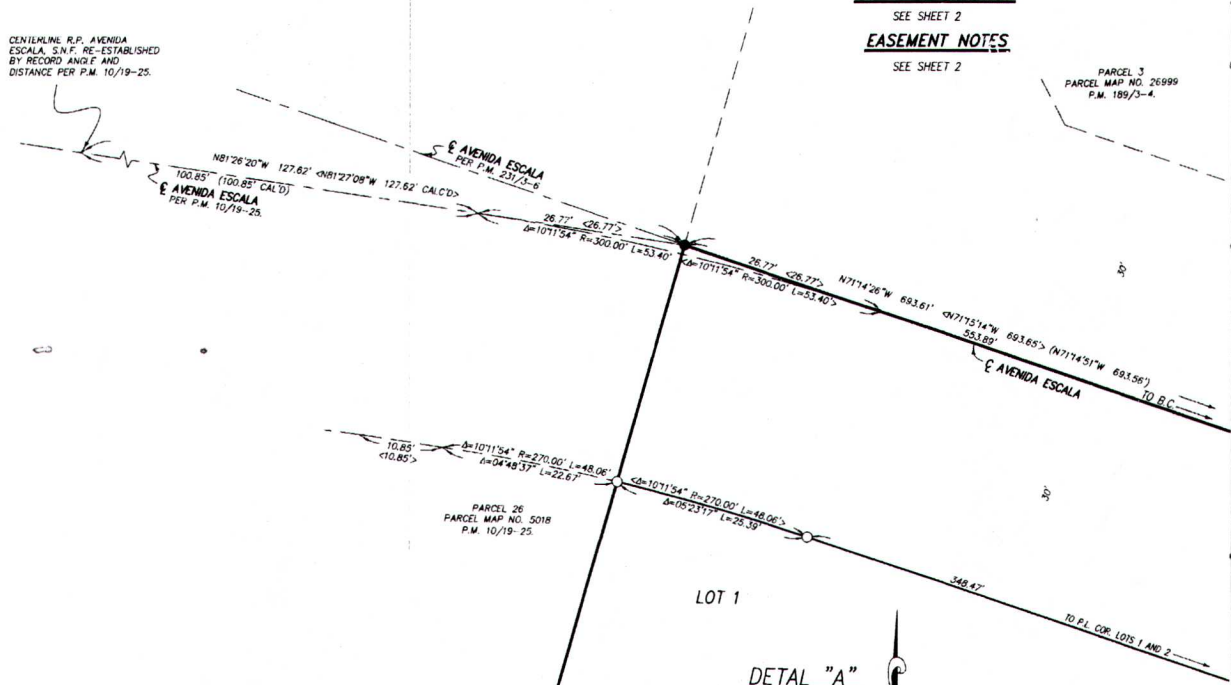 SEE SHEET 2
EASEMENT NOTES
SEE SHEET 2
CENTERLINE R.P. AVENIDA
ESCALA, S.N.F. RE-ESTABLISHED
BY RECORD ANGLE AND
DISTANCE PER P.M. 10/19-25.
PARCEL 3
PARCEL MAP NO. 26999
P.M. 189/3-4.
℄ AVENIDA ESCALA
PER P.M. 231/3-6
N81°26'20"W 127.62' <N81°27'08"W 127.62' CALC'D>
100.85' (100.85' CAL'D)
℄ AVENIDA ESCALA
PER P.M. 10/19-25.
26.77' <26.77'>
Δ=10°11'54" R=300.00' L=53.40'
26.77' <26.77'>
<Δ=10°11'54" R=300.00' L=53.40'>
N71°14'26"W 693.61' <N71°15'14"W 693.65'> (N71°14'51"W 693.56')
553.89'
℄ AVENIDA ESCALA
TO B.C.
30'
10.85'
<10.85'>
Δ=10°11'54" R=270.00' L=48.06'
Δ=04°48'37" L=22.67'
<Δ=10°11'54" R=270.00' L=48.06'>
Δ=05°23'17" L=25.39'
30'
PARCEL 26
PARCEL MAP NO. 5018
P.M. 10/19-25.
348.47'
LOT 1
TO P.L. COR. LOTS 1 AND 2
DETAL "A"